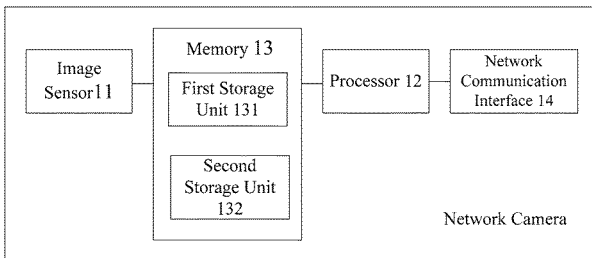 Image
Sensor11
Memory 13
First Storage
Unit 131
Second
Storage Unit
132
Processor 12
Network
Communication
Interface 14
Network Camera